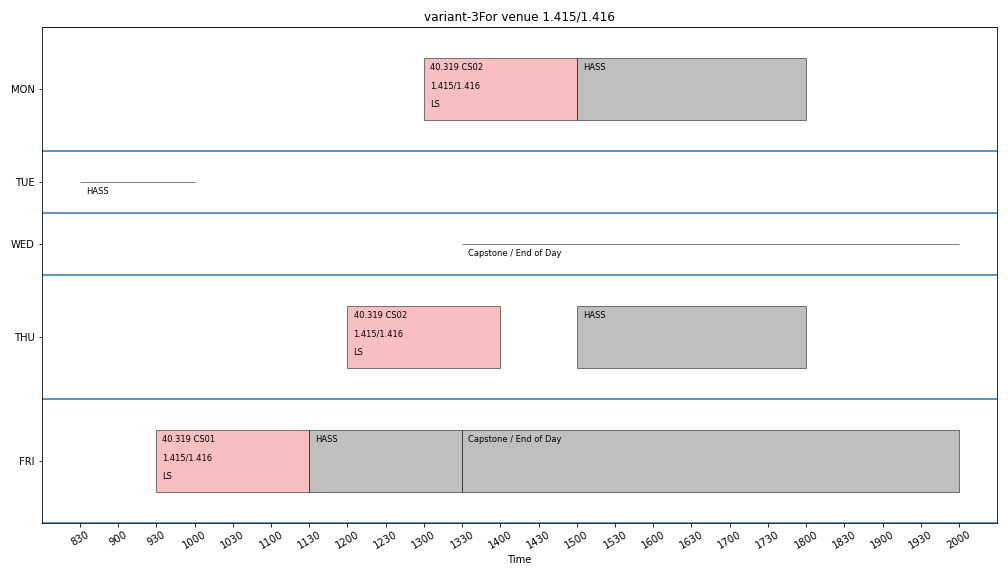 variant-3For venue 1.415/1.416
MON
40.319 CS02
1.415/1.416
LS
HASS
TUE
HASS
WED
Capstone / End of Day
THU
40.319 CS02
1.415/1.416
LS
HASS
FRI
40.319 CS01
1.415/1.416
LS
HASS
Capstone / End of Day
830 900 930 1000 1030 1100 1130 1200 1230 1300 1330 1400 1430 1500 1600 1630 1700 1730 1800 1830 1900 1930 2000
Time